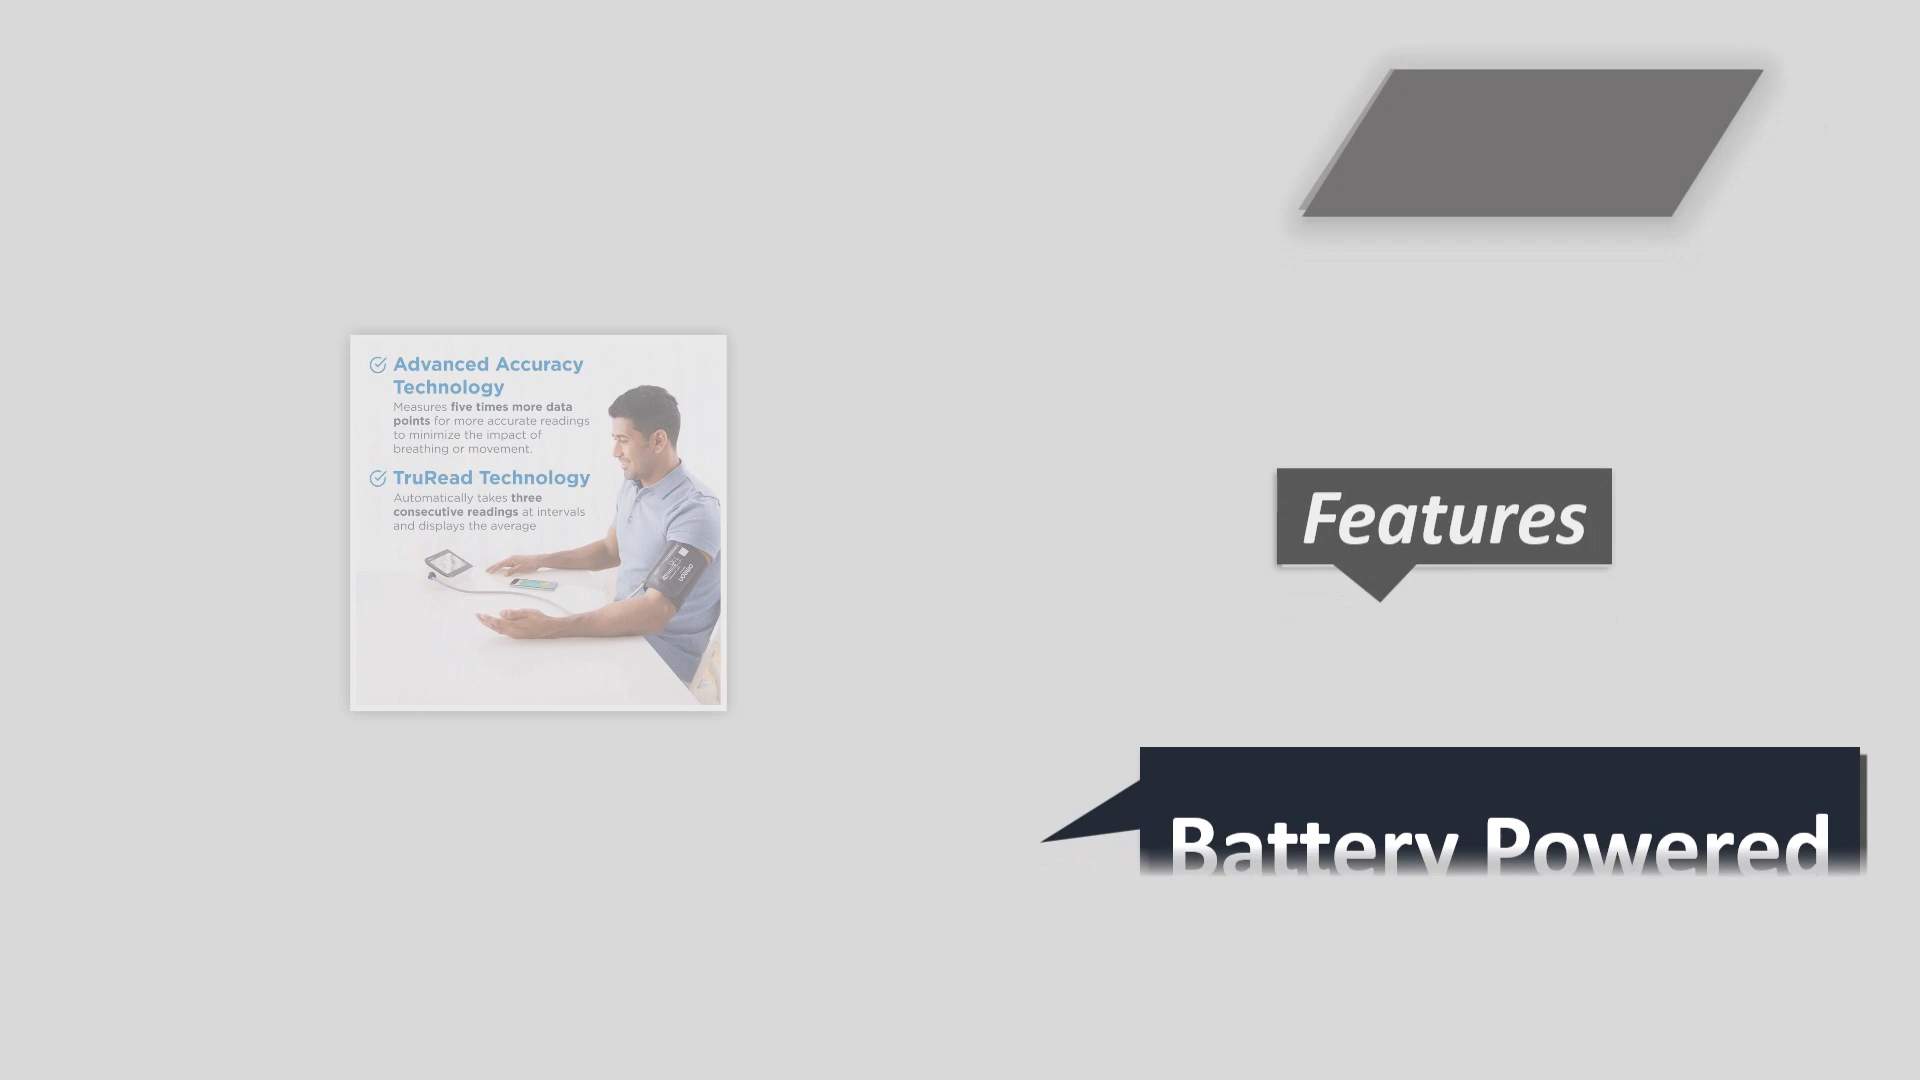 Advanced Accuracy
Technology
Measures five times more data
points for more accurate readings
to minimize the impact of
breathing or movement.
TruRead Technology
Automatically takes three
consecutive readings at intervals
and displays the average
OMRON
Features
Battery Powered